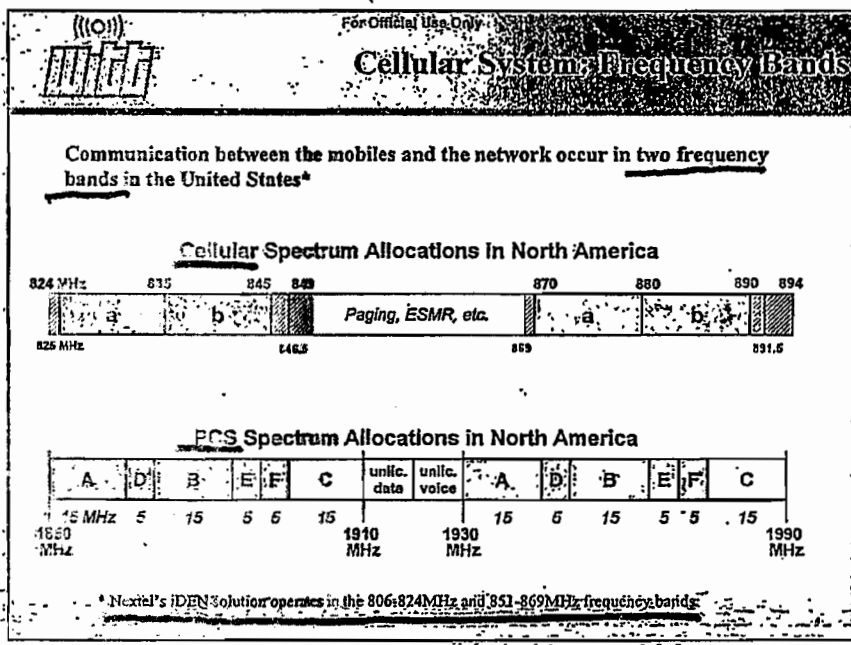 For Official Use Only
Cellular System: Frequency Bands
Communication between the mobiles and the network occur in two frequency
bands in the United States*
Cellular Spectrum Allocations in North America
824 MHz 835 845 849 870 880 890 894
a b Paging, ESMR, etc. a b
825 MHz 846.5 869 891.5
PCS Spectrum Allocations in North America
A D B E F C unlic. data unlic. voice A D B E F C
15 MHz 5 15 5 5 15 15 5 15 5 5 15
1850 MHz 1910 MHz 1930 MHz 1990 MHz
* Nextel's iDEN solution operates in the 806-824MHz and 851-869MHz frequency bands